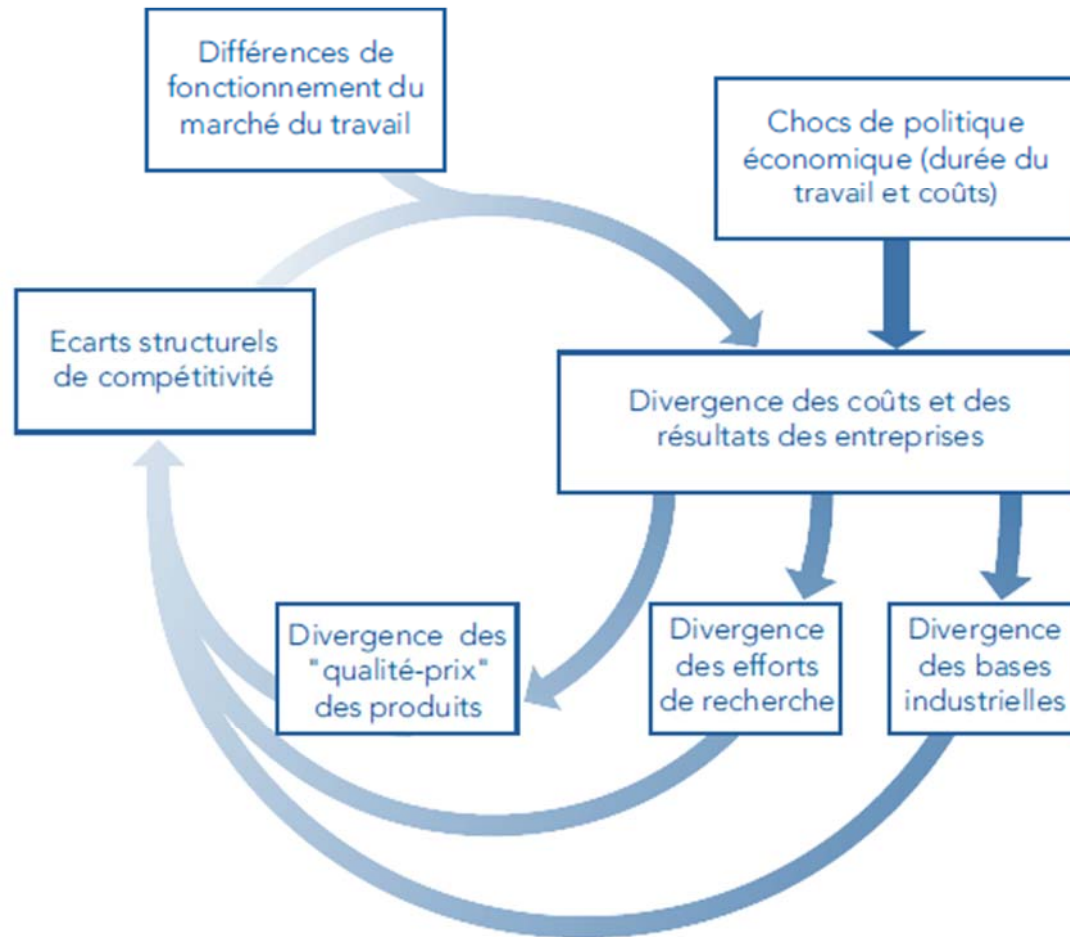 Différences de
fonctionnement du
marché du travail
Chocs de politique
économique (durée du
travail et coûts)
Ecarts structurels
de compétitivité
Divergence des coûts et des
résultats des entreprises
Divergence des
"qualité-prix"
des produits
Divergence
des efforts
de recherche
Divergence
des bases
industrielles